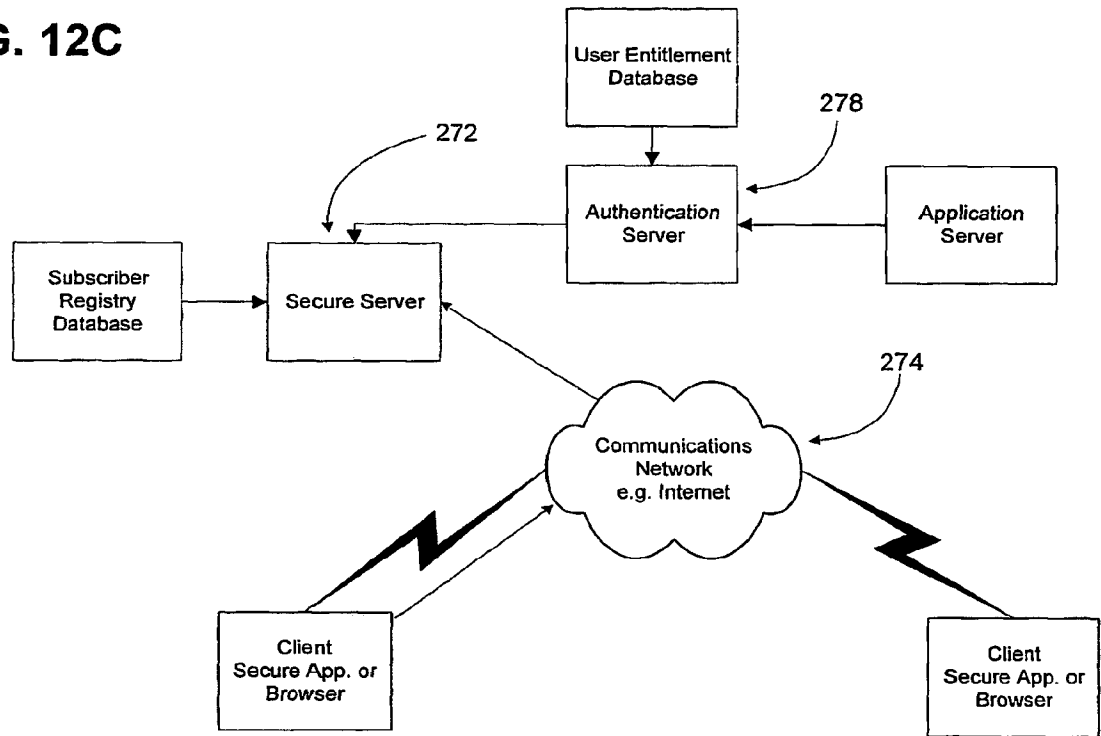 G. 12C
User Entitlement
Database
278
272
Authentication
Server
Application
Server
Subscriber
Registry
Database
Secure Server
274
Communications
Network
e.g. Internet
Client
Secure App. or
Browser
Client
Secure App. or
Browser